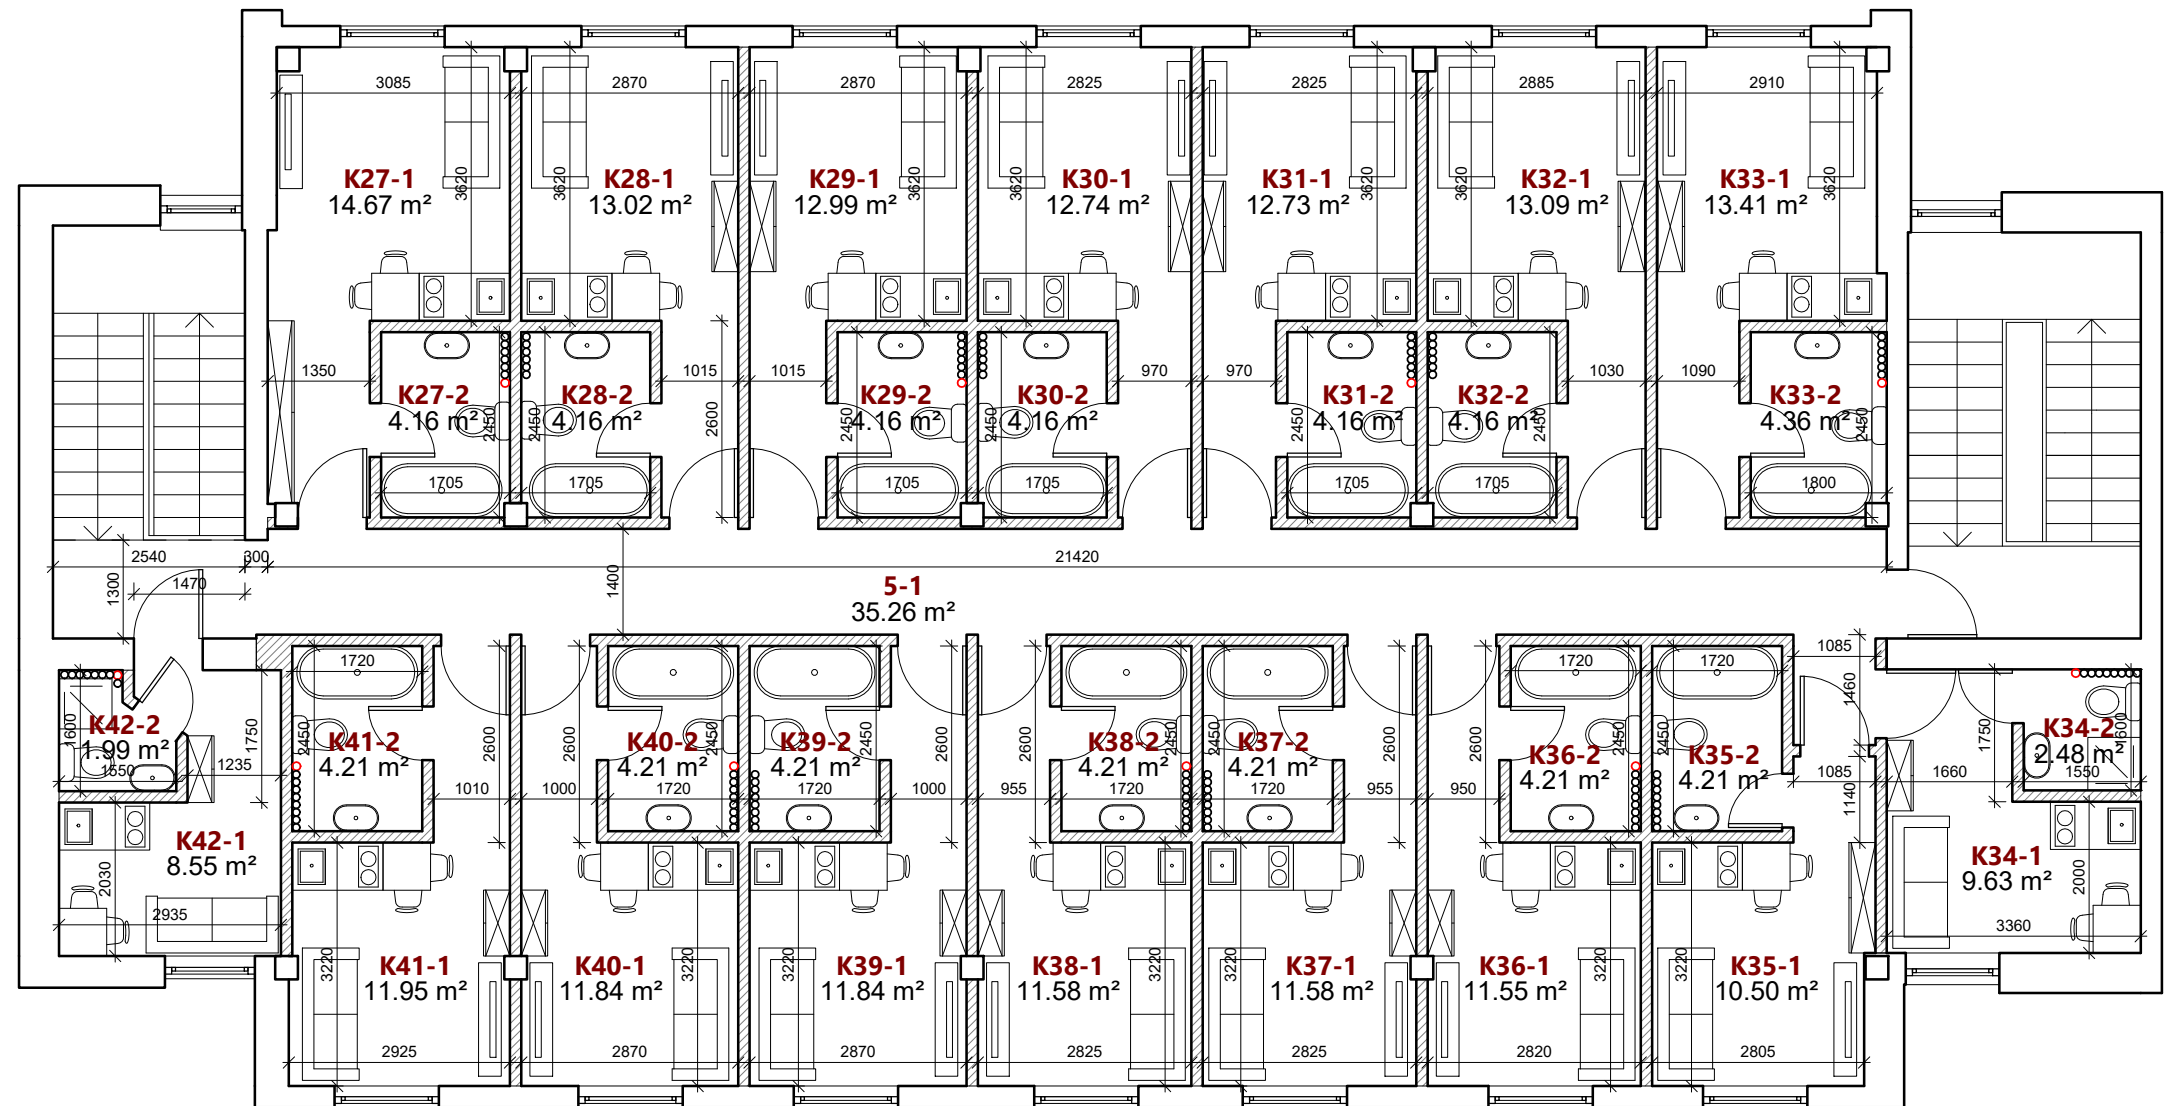 3085
2870
2870
2825
2825
2885
2910
3620
3620
3620
3620
3620
3620
3620
K27-1
14.67 m²
K28-1
13.02 m²
K29-1
12.99 m²
K30-1
12.74 m²
K31-1
12.73 m²
K32-1
13.09 m²
K33-1
13.41 m²
1350
1015
1015
970
970
1030
1090
K27-2
4.16 m²
K28-2
4.16 m²
K29-2
4.16 m²
K30-2
4.16 m²
K31-2
4.16 m²
K32-2
4.16 m²
K33-2
4.36 m²
2450
2450
2600
2450
2450
2450
2450
2450
1705
1705
1705
1705
1705
1705
1800
2540
300
21420
1470
1300
1400
5-1
35.26 m²
1720
1720
1720
1085
1460
K42-2
1.99 m²
1600
1550
1750
1235
K41-2
4.21 m²
2450
2600
2600
K40-2
4.21 m²
2450
K39-2
4.21 m²
2450
2600
2600
K38-2
4.21 m²
2450
K37-2
4.21 m²
2450
2600
2600
K36-2
4.21 m²
2450
K35-2
4.21 m²
2450
1750
K34-2
2.48 m²
1600
1010
1000
1720
1720
1000
955
1720
1720
955
950
1085
1140
1660
1550
K42-1
8.55 m²
2030
2935
K34-1
9.63 m²
2000
3360
K41-1
11.95 m²
K40-1
11.84 m²
K39-1
11.84 m²
K38-1
11.58 m²
K37-1
11.58 m²
K36-1
11.55 m²
K35-1
10.50 m²
3220
3220
3220
3220
3220
3220
3220
2925
2870
2870
2825
2825
2820
2805